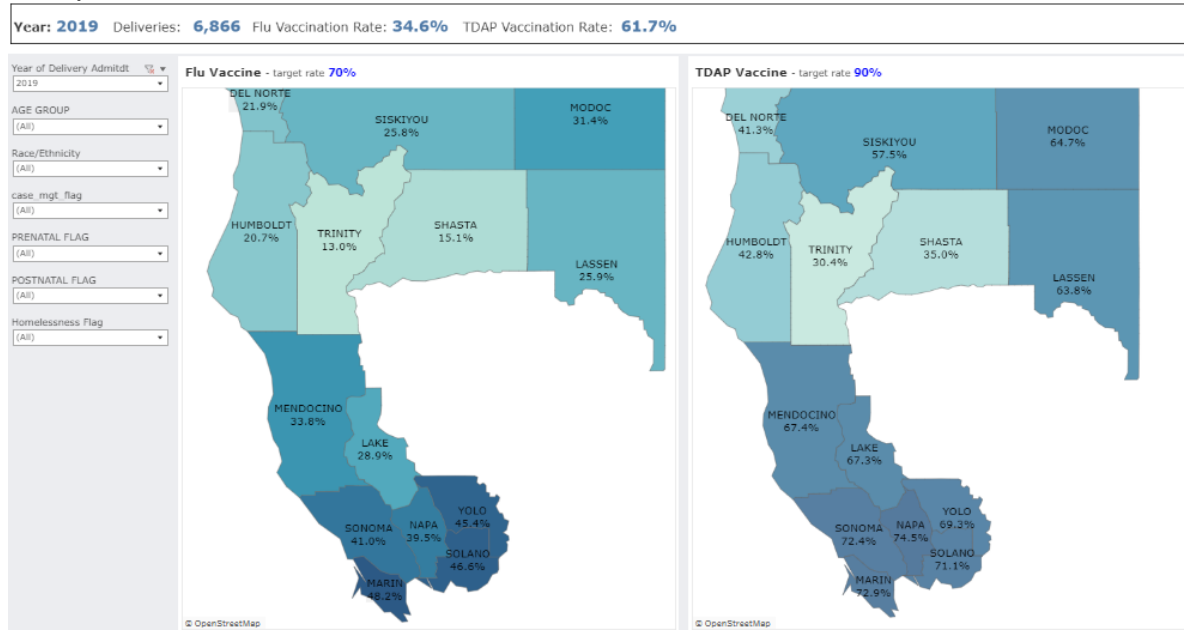 Year: 2019 Deliveries: 6,866 Flu Vaccination Rate: 34.6% TDAP Vaccination Rate: 61.7%
Year of Delivery Admitdt
2019
AGE GROUP
(All)
Race/Ethnicity
(All)
case_mgt_flag
(All)
PRENATAL FLAG
(All)
POSTNATAL FLAG
(All)
Homelessness Flag
(All)
Flu Vaccine - target rate 70%
DEL NORTE
21.9%
SISKIYOU
25.8%
MODOC
31.4%
HUMBOLDT
20.7%
TRINITY
13.0%
SHASTA
15.1%
LASSEN
25.9%
MENDOCINO
33.8%
LAKE
28.9%
SONOMA
41.0%
NAPA
39.5%
YOLO
45.4%
SOLANO
46.6%
MARIN
48.2%
© OpenStreetMap
TDAP Vaccine - target rate 90%
DEL NORTE
41.3%
SISKIYOU
57.5%
MODOC
64.7%
HUMBOLDT
42.8%
TRINITY
30.4%
SHASTA
35.0%
LASSEN
63.8%
MENDOCINO
67.4%
LAKE
67.3%
SONOMA
72.4%
NAPA
74.5%
YOLO
69.3%
SOLANO
71.1%
MARIN
72.9%
© OpenStreetMap